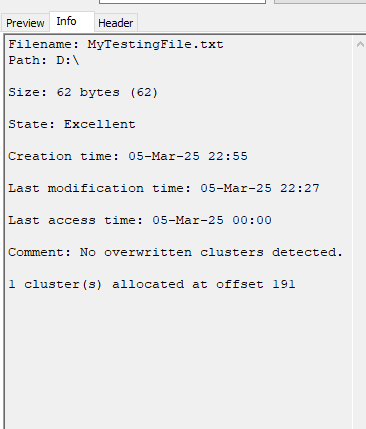 Preview Info Header
Filename: MyTestingFile.txt
Path: D:\
Size: 62 bytes (62)
State: Excellent
Creation time: 05-Mar-25 22:55
Last modification time: 05-Mar-25 22:27
Last access time: 05-Mar-25 00:00
Comment: No overwritten clusters detected.
1 cluster(s) allocated at offset 191